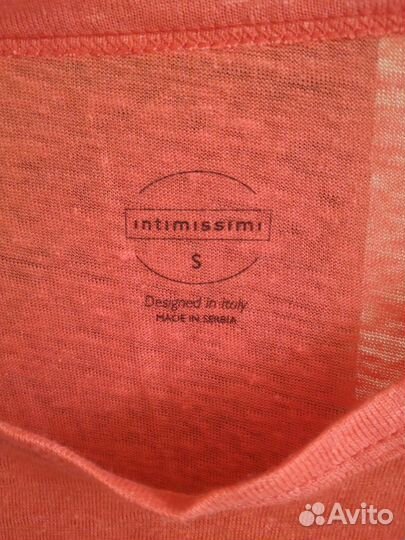 intimissimi
S
Designed in Italy
MADE IN SERBIA
Avito